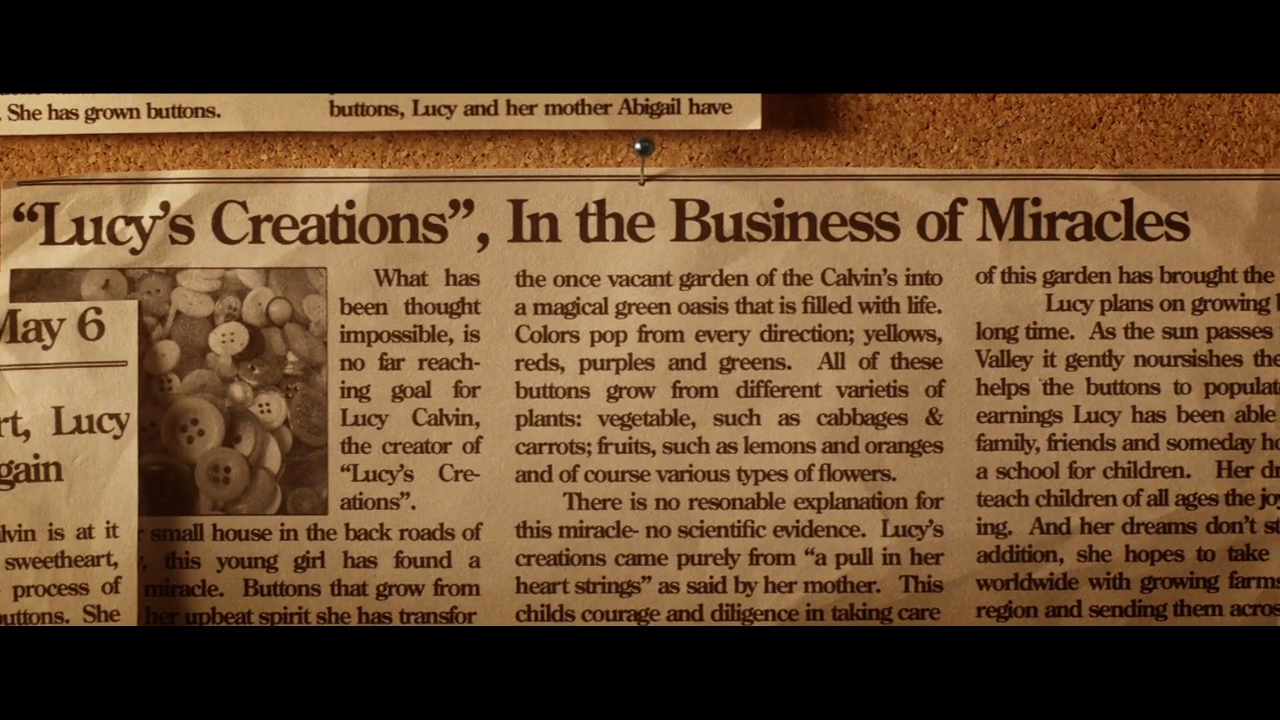 . She has grown buttons.
buttons, Lucy and her mother Abigail have
“Lucy’s Creations”, In the Business of Miracles
May 6
rt, Lucy
gain
alvin is at it
sweetheart,
process of
buttons. She
What has
been thought
impossible, is
no far reach-
ing goal for
Lucy Calvin,
the creator of
“Lucy’s Cre-
ations”.
small house in the back roads of
this young girl has found a
miracle. Buttons that grow from
her upbeat spirit she has transfor
the once vacant garden of the Calvin’s into
a magical green oasis that is filled with life.
Colors pop from every direction; yellows,
reds, purples and greens. All of these
buttons grow from different varietis of
plants: vegetable, such as cabbages &
carrots; fruits, such as lemons and oranges
and of course various types of flowers.
There is no resonable explanation for
this miracle- no scientific evidence. Lucy’s
creations came purely from “a pull in her
heart strings” as said by her mother. This
childs courage and diligence in taking care
of this garden has brought the
Lucy plans on growing
long time. As the sun passes
Valley it gently noursishes the
helps the buttons to populat
earnings Lucy has been able
family, friends and someday ho
a school for children. Her dr
teach children of all ages the joy
ing. And her dreams don’t st
addition, she hopes to take
worldwide with growing farms
region and sending them acros